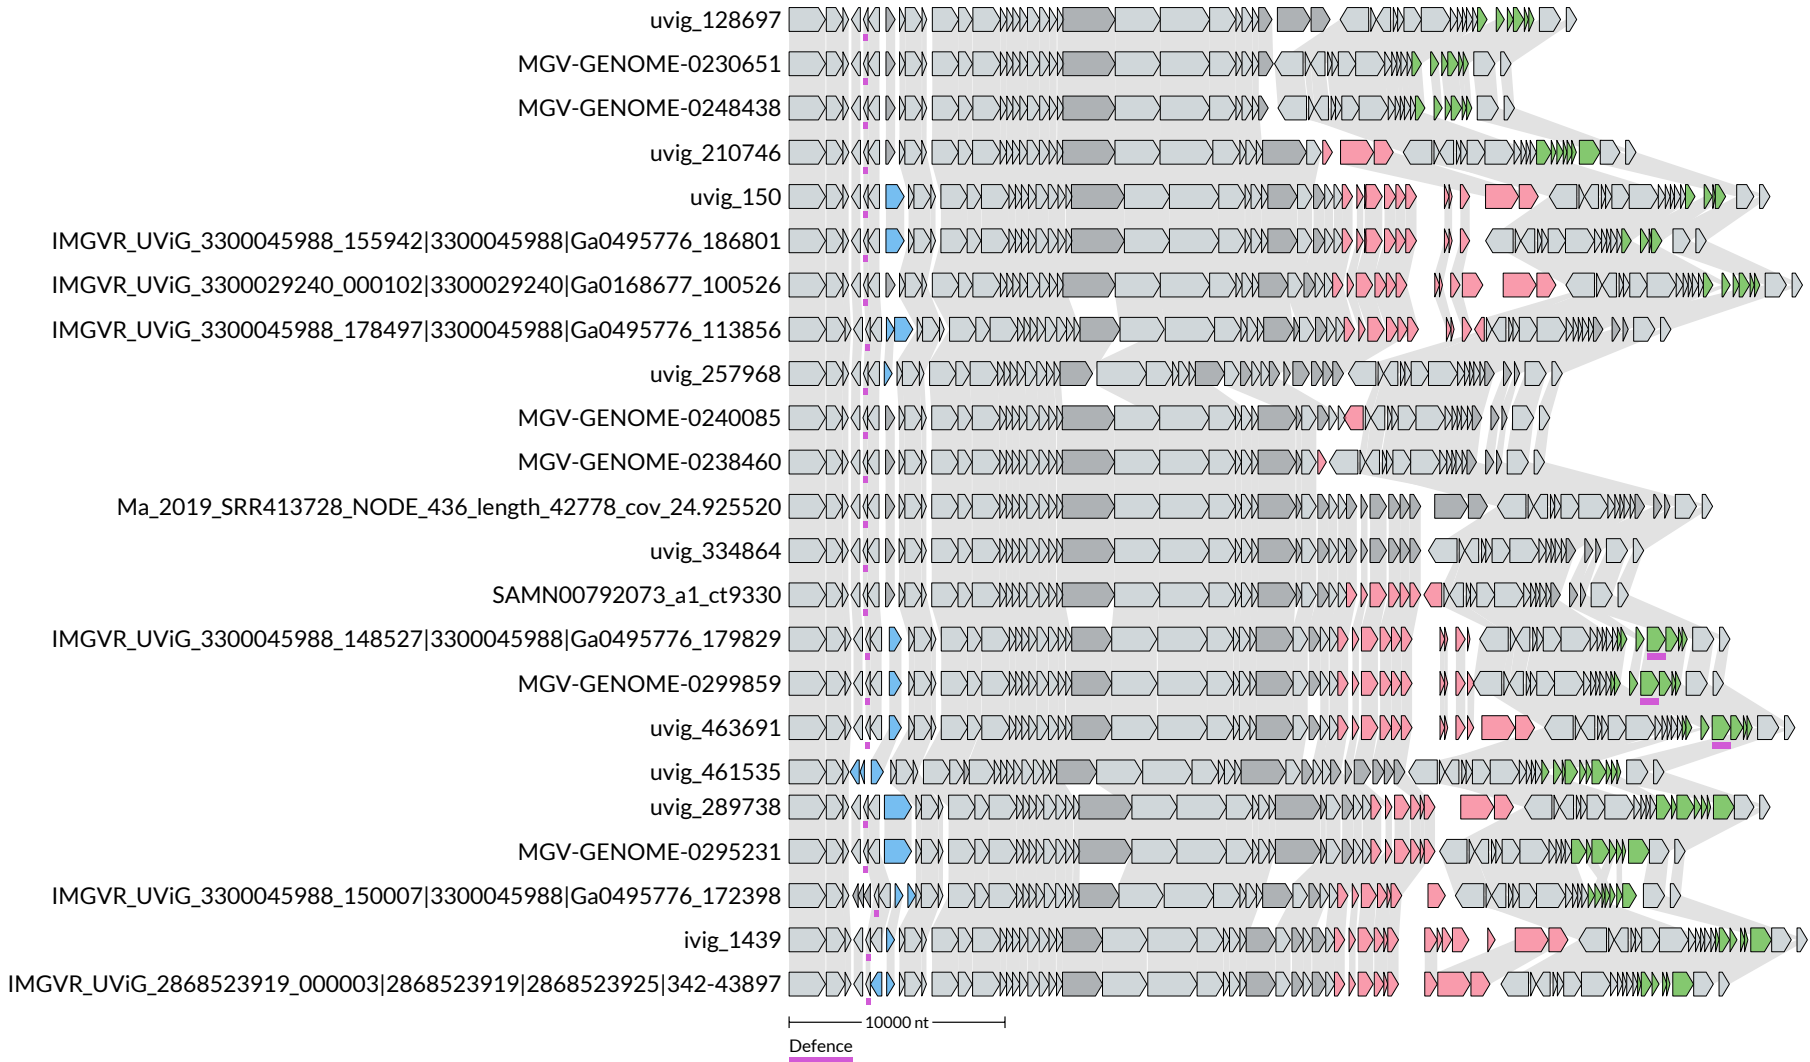 uvig_128697
MGV-GENOME-0230651
MGV-GENOME-0248438
uvig_210746
uvig_150
IMGVR_UViG_3300045988_155942|3300045988|Ga0495776_186801
IMGVR_UViG_3300029240_000102|3300029240|Ga0168677_100526
IMGVR_UViG_3300045988_178497|3300045988|Ga0495776_113856
uvig_257968
MGV-GENOME-0240085
MGV-GENOME-0238460
Ma_2019_SRR413728_NODE_436_length_42778_cov_24.925520
uvig_334864
SAMN00792073_a1_ct9330
IMGVR_UViG_3300045988_148527|3300045988|Ga0495776_179829
MGV-GENOME-0299859
uvig_463691
uvig_461535
uvig_289738
MGV-GENOME-0295231
IMGVR_UViG_3300045988_150007|3300045988|Ga0495776_172398
ivig_1439
IMGVR_UViG_2868523919_000003|2868523919|2868523925|342-43897
10000 nt
Defence